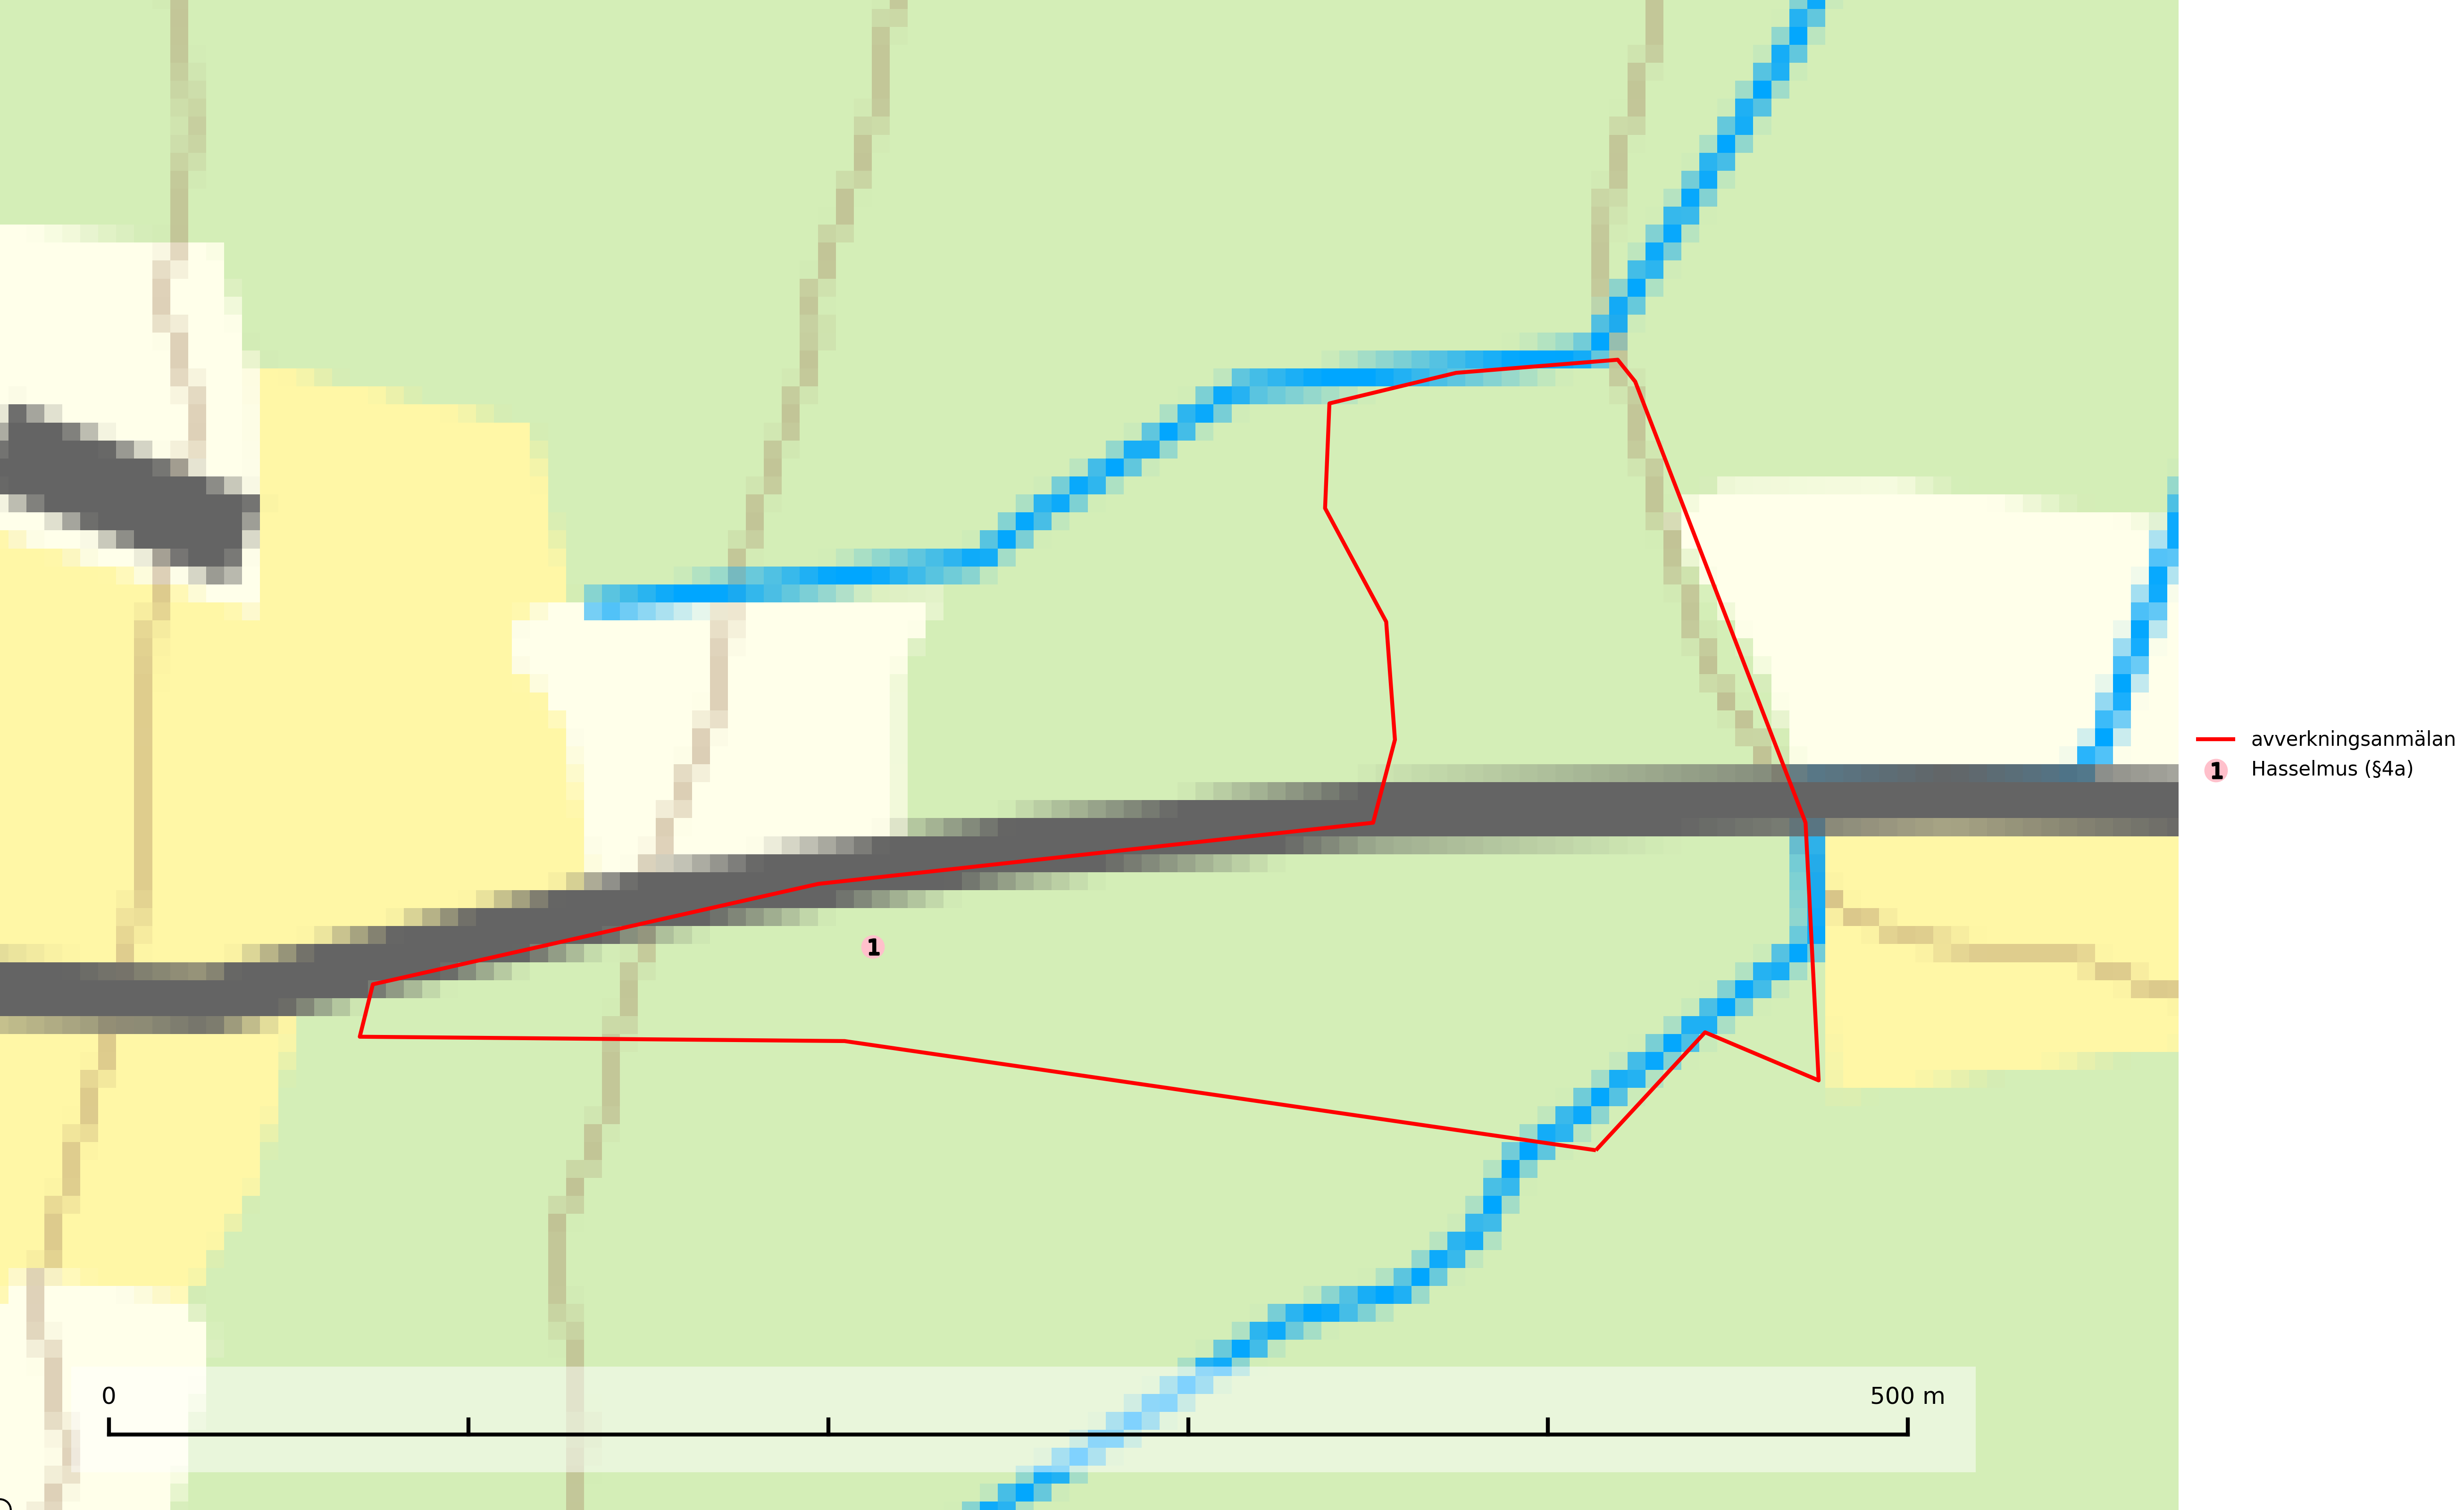 avverkningsanmälan
1 Hasselmus (§4a)
1
0 500 m